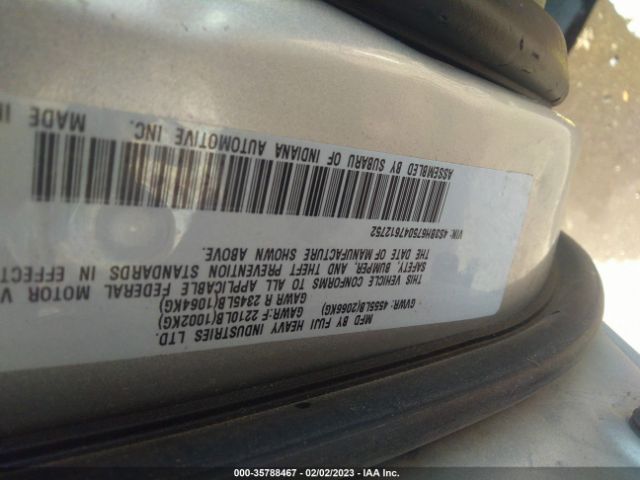 MFD BY FUJI HEAVY INDUSTRIES LTD.
GVWR: 4555LB(2066KG) GAWR:F 2210LB(1002KG)
GAWR R 2345LB(1064KG)
THIS VEHICLE CONFORMS TO ALL APPLICABLE FEDERAL MOTOR V
SAFETY, BUMPER, AND THEFT PREVENTION STANDARDS IN EFFECT
THE DATE OF MANUFACTURE SHOWN ABOVE.
VIN: 4S3BH675047612752
ASSEMBLED BY SUBARU OF INDIANA AUTOMOTIVE INC. MADE
000-35788467 - 02/02/2023 - IAA Inc.